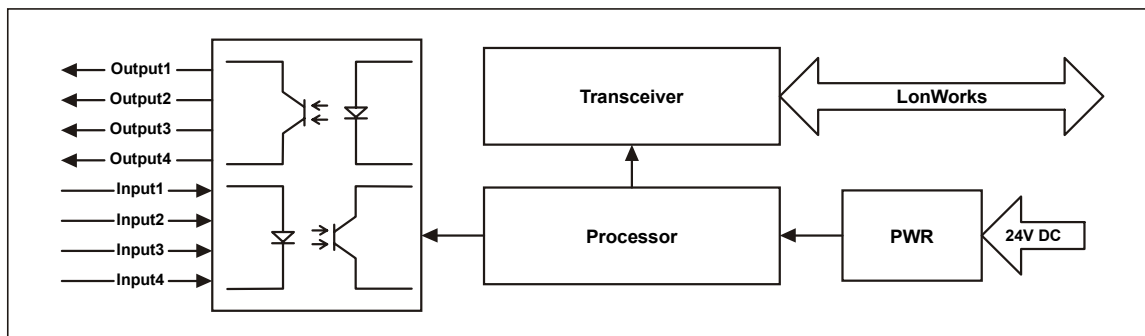 Output1
Output2
Output3
Output4
Input1
Input2
Input3
Input4
Transceiver
LonWorks
Processor
PWR
24V DC